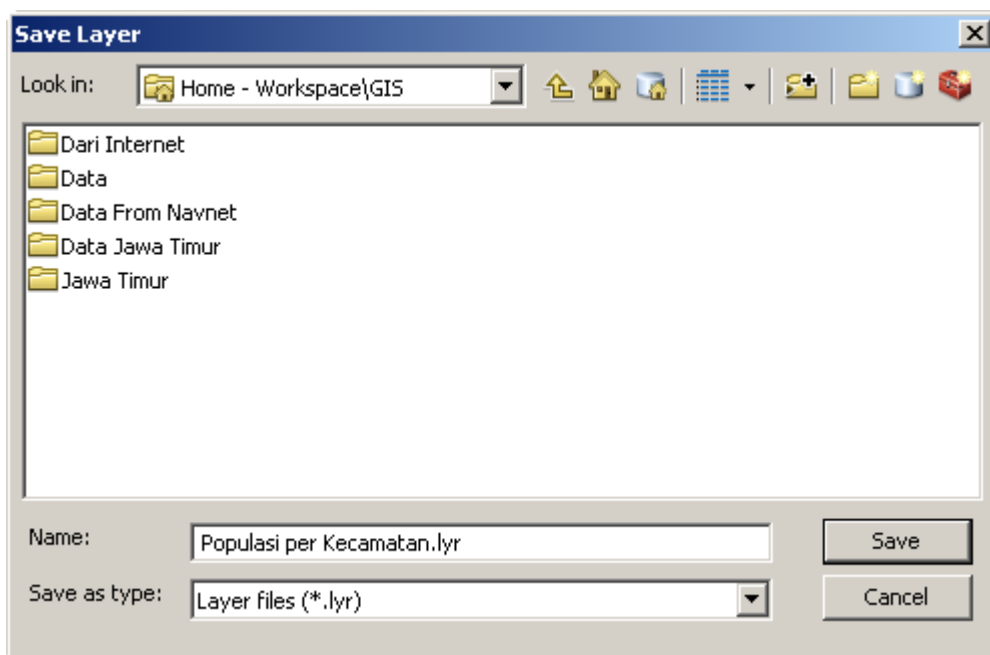 Save Layer
Look in: Home - Workspace\GIS
Dari Internet
Data
Data From Navnet
Data Jawa Timur
Jawa Timur
Name: Populasi per Kecamatan.lyr Save
Save as type: Layer files (*.lyr) Cancel